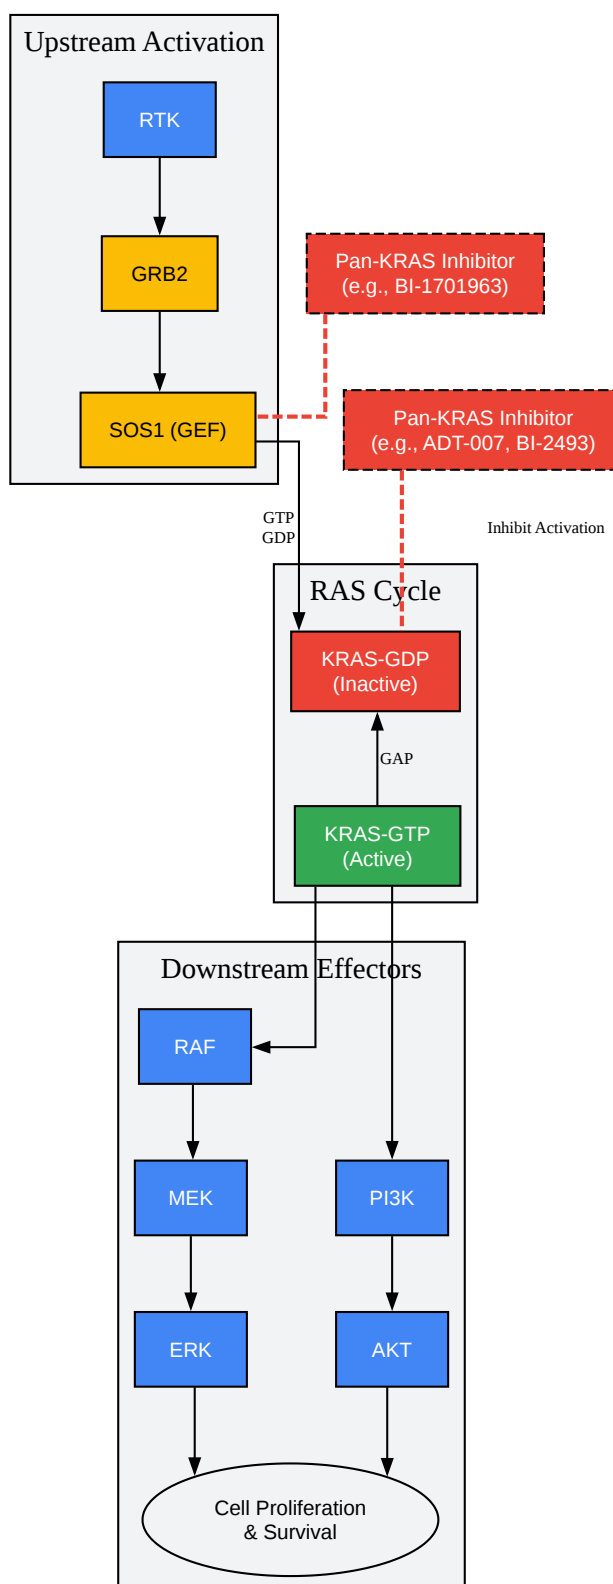 Upstream Activation
RTK
GRB2
Pan-KRAS Inhibitor
(e.g., BI-1701963)
SOS1 (GEF)
Pan-KRAS Inhibitor
(e.g., ADT-007, BI-2493)
GTP
GDP
Inhibit Activation
RAS Cycle
KRAS-GDP
(Inactive)
GAP
KRAS-GTP
(Active)
Downstream Effectors
RAF
MEK
PI3K
ERK
AKT
Cell Proliferation
& Survival